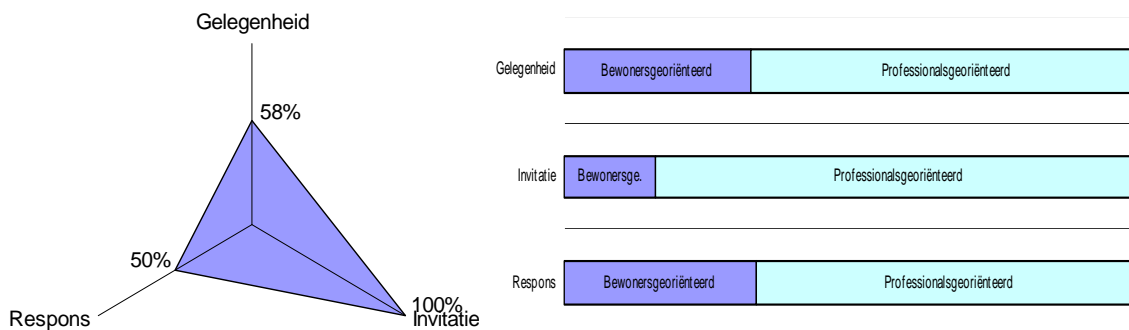 Gelegenheid
58%
50%
100%
Respons
Invitatie
Gelegenheid
Bewonersgeoriënteerd
Professionalsgeoriënteerd
Invitatie
Bewonersge.
Professionalsgeoriënteerd
Respons
Bewonersgeoriënteerd
Professionalsgeoriënteerd